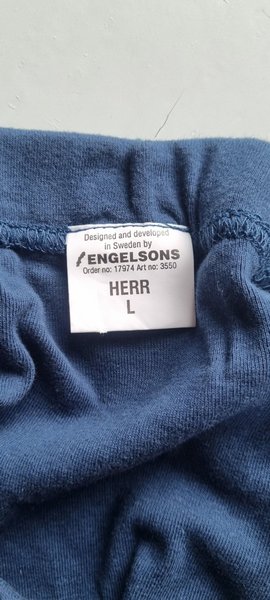 Designed and developed
in Sweden by
ENGELSONS
Order no: 17974 Art no: 3550
HERR
L